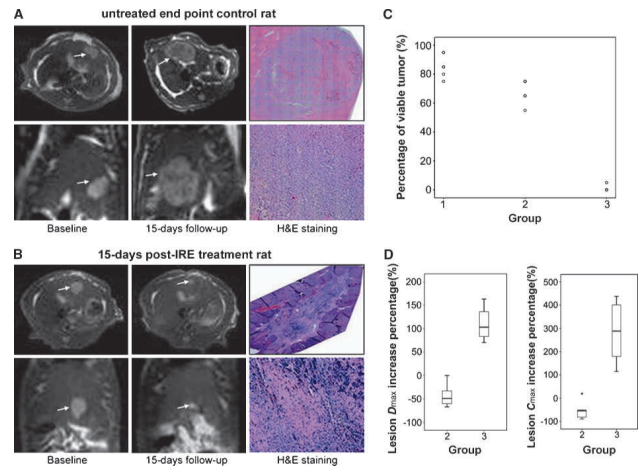 A
untreated end point control rat
Baseline
15-days follow-up
H&E staining
B
15-days post-IRE treatment rat
Baseline
15-days follow-up
H&E staining
C
Percentage of viable tumor (%)
100
80
60
40
20
0
1
2
3
Group
D
Lesion Dmax increase percentage(%)
200
150
100
50
0
-50
-100
2
3
Group
Lesion Cmax increase percentage(%)
500
400
300
200
100
0
-100
2
3
Group